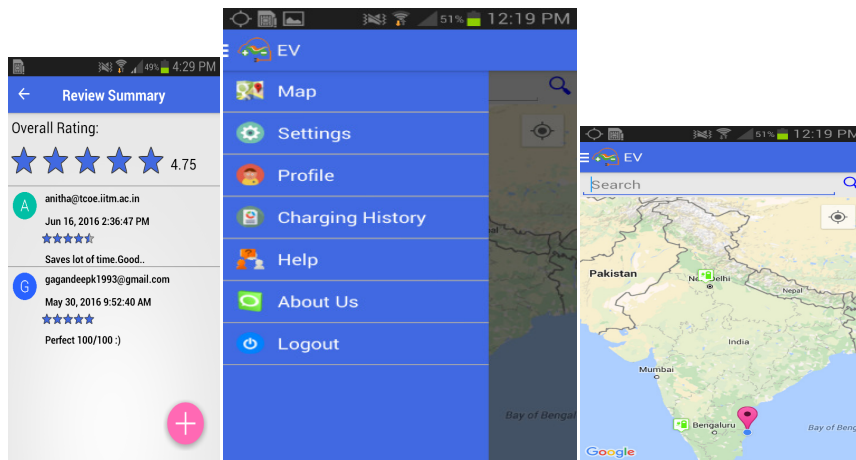 49% 4:29 PM
Review Summary
Overall Rating:
4.75
A
anitha@tcoe.iitm.ac.in
Jun 16, 2016 2:36:47 PM
Saves lot of time.Good..
G
gagandeepk1993@gmail.com
May 30, 2016 9:52:40 AM
Perfect 100/100 :)
51% 12:19 PM
EV
Map
Settings
Profile
Charging History
Help
About Us
Logout
Bay of Bengal
51% 12:19 PM
EV
Search
Pakistan
Nepal
India
Mumbai
Bengaluru
Bay of Beng
Google